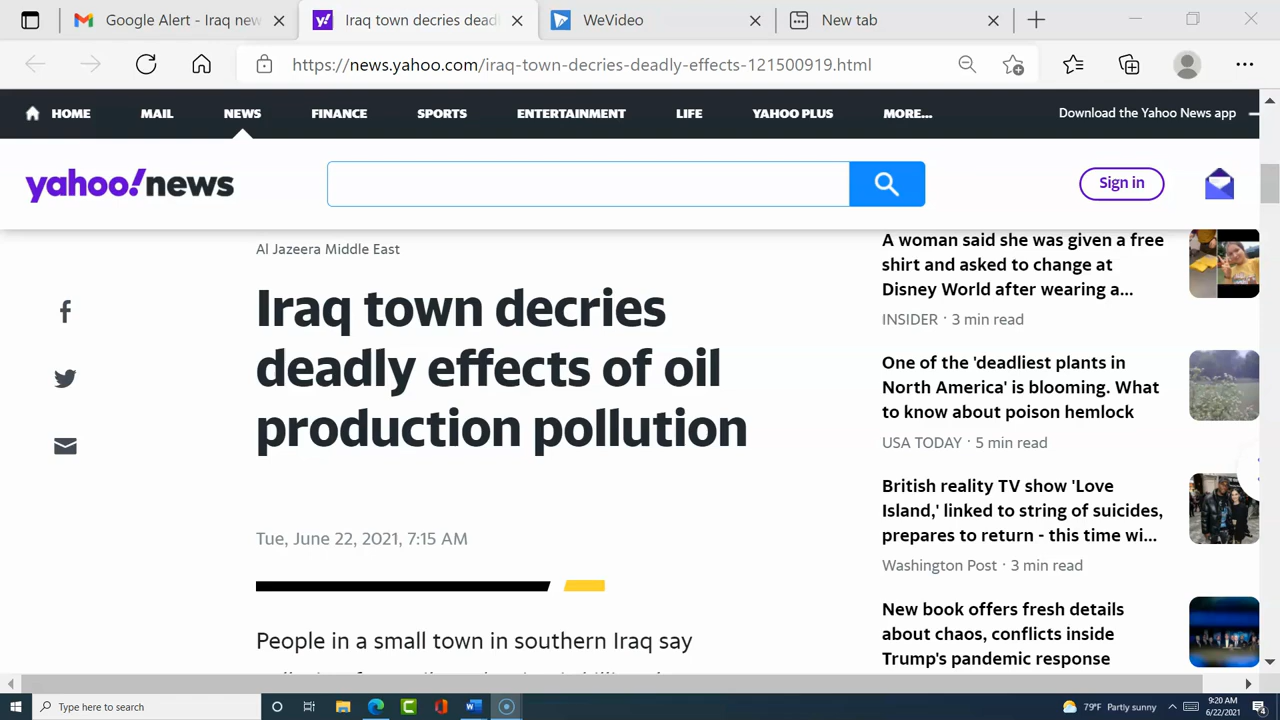 Google Alert - Iraq new
Iraq town decries deadl
WeVideo
New tab
https://news.yahoo.com/iraq-town-decries-deadly-effects-121500919.html
HOME
MAIL
NEWS
FINANCE
SPORTS
ENTERTAINMENT
LIFE
YAHOO PLUS
MORE...
Download the Yahoo News app
yahoo!news
Sign in
Al Jazeera Middle East
Iraq town decries
deadly effects of oil
production pollution
Tue, June 22, 2021, 7:15 AM
People in a small town in southern Iraq say
A woman said she was given a free
shirt and asked to change at
Disney World after wearing a...
INSIDER · 3 min read
One of the 'deadliest plants in
North America' is blooming. What
to know about poison hemlock
USA TODAY · 5 min read
British reality TV show 'Love
Island,' linked to string of suicides,
prepares to return - this time wi...
Washington Post · 3 min read
New book offers fresh details
about chaos, conflicts inside
Trump's pandemic response
Type here to search
79°F Partly sunny
9:20 AM
6/22/2021
4